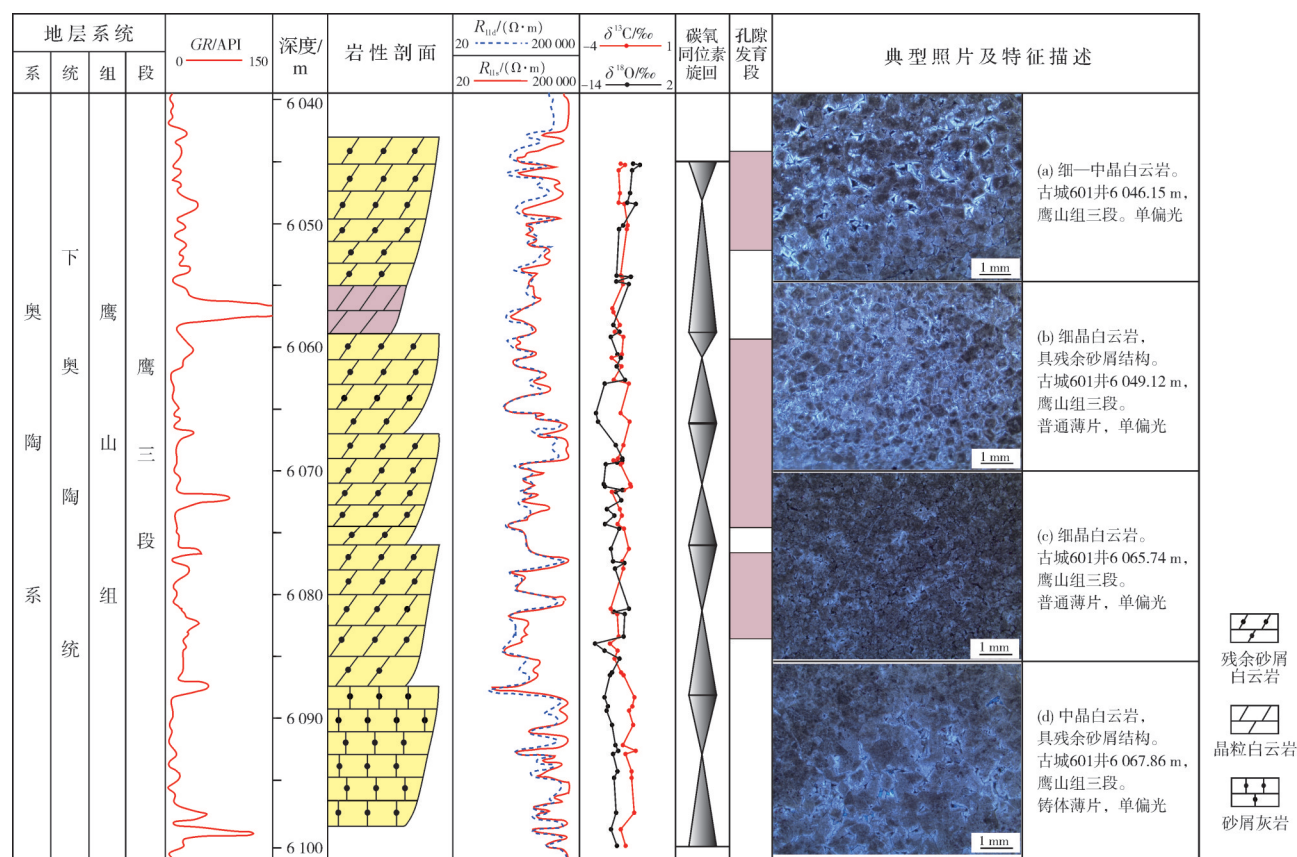 地层系统
系
统
组
段
GR/API
0 150
深度/
m
岩性剖面
R_lld/(Ω·m)
20 200 000
R_lls/(Ω·m)
20 200 000
δ¹³C/‰
-4 1
δ¹⁸O/‰
-14 2
碳氧
同位素
旋回
孔隙
发育
段
典型照片及特征描述
奥陶系
下奥陶统
鹰山组
鹰三段
6 040
6 050
6 060
6 070
6 080
6 090
6 100
1 mm
(a) 细—中晶白云岩。
古城601井6 046.15 m，
鹰山组三段。单偏光
1 mm
(b) 细晶白云岩，
具残余砂屑结构。
古城601井6 049.12 m，
鹰山组三段。
普通薄片，单偏光
1 mm
(c) 细晶白云岩。
古城601井6 065.74 m，
鹰山组三段。
普通薄片，单偏光
1 mm
(d) 中晶白云岩，
具残余砂屑结构。
古城601井6 067.86 m，
鹰山组三段。
铸体薄片，单偏光
残余砂屑
白云岩
晶粒白云岩
砂屑灰岩